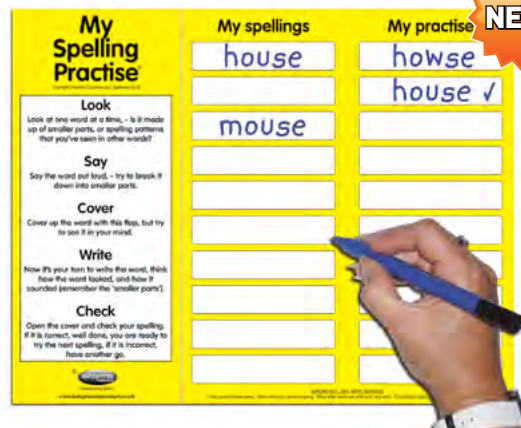 My
Spelling
Practise
Look
Look at one word at a time, - is it made
up of smaller parts, or spelling patterns
that you've seen in other words?
Say
Say the word out loud, - try to break it
down into smaller parts.
Cover
Cover up the word with this flap, but try
to see it in your mind.
Write
Now it's your turn to write the word, think
how the word looked, and how it
sounded (remember the 'smaller parts').
Check
Open the cover and check your spelling.
If it is correct, well done, you are ready to
try the next spelling, if it is incorrect,
have another go.
My spellings
My practise
NE
house
howse
house ✓
mouse